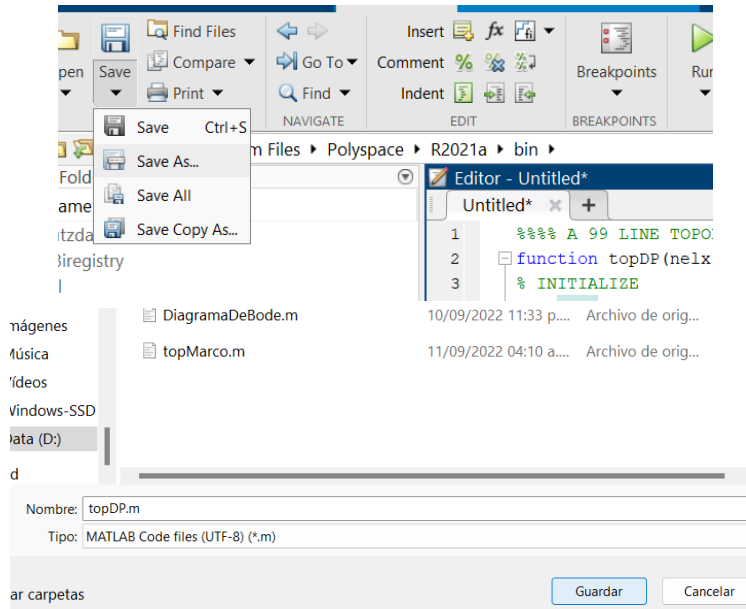 Find Files
Insert fx
pen Save Compare Go To Comment Breakpoints Run
Print Find Indent
NAVIGATE EDIT BREAKPOINTS
Save Ctrl+S
Save As...
Save All
Save Copy As...
m Files Polyspace R2021a bin
Fold
ame
tzda
Biregistry
Editor - Untitled*
Untitled* × +
1 %%%% A 99 LINE TOPO
2 function topDP(nelx
3 % INITIALIZE
mágenes
Música
Vídeos
Windows-SSD
Data (D:)
d
DiagramaDeBode.m 10/09/2022 11:33 p.... Archivo de orig...
topMarco.m 11/09/2022 04:10 a.... Archivo de orig...
Nombre: topDP.m
Tipo: MATLAB Code files (UTF-8) (*.m)
ar carpetas Guardar Cancelar